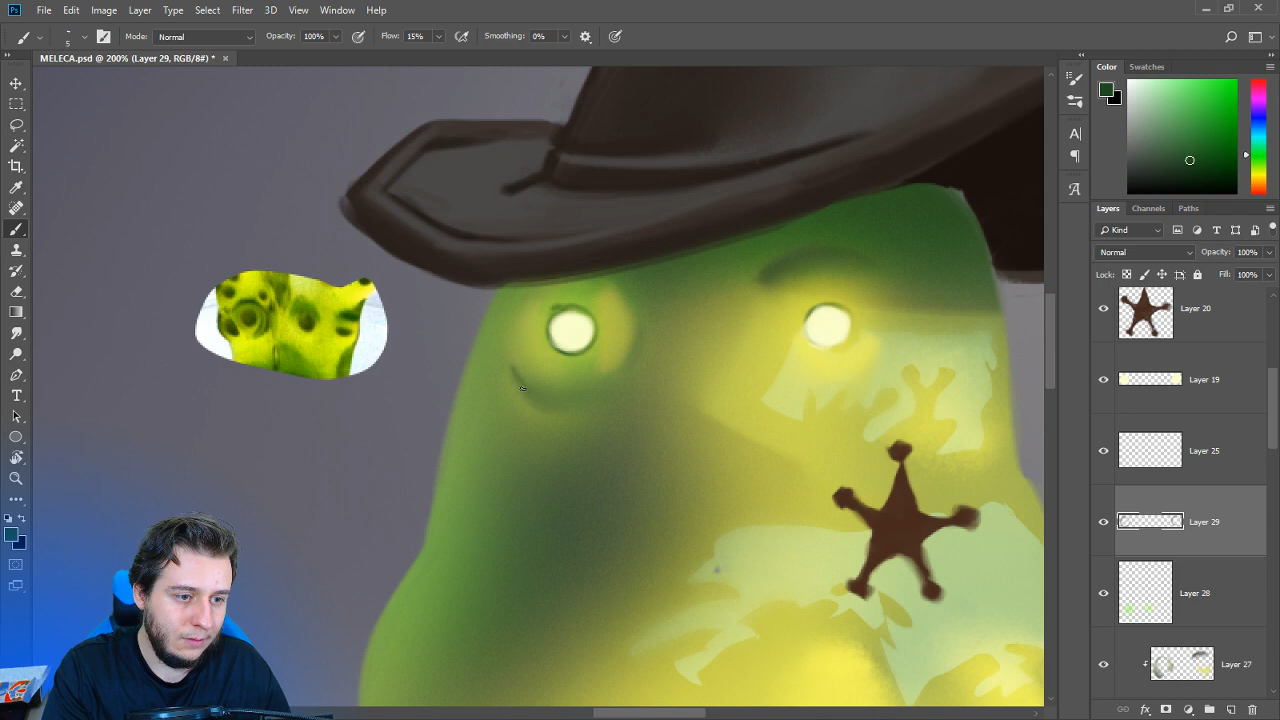 Ps File Edit Image Layer Type Select Filter 3D View Window Help
5 Mode: Normal Opacity: 100% Flow: 15% Smoothing: 0%
MELECA.psd @ 200% (Layer 29, RGB/8#) * ×
Color Swatches
Layers Channels Paths
Kind
Normal Opacity: 100%
Lock: Fill: 100%
Layer 20
Layer 19
Layer 25
Layer 29
Layer 28
Layer 27